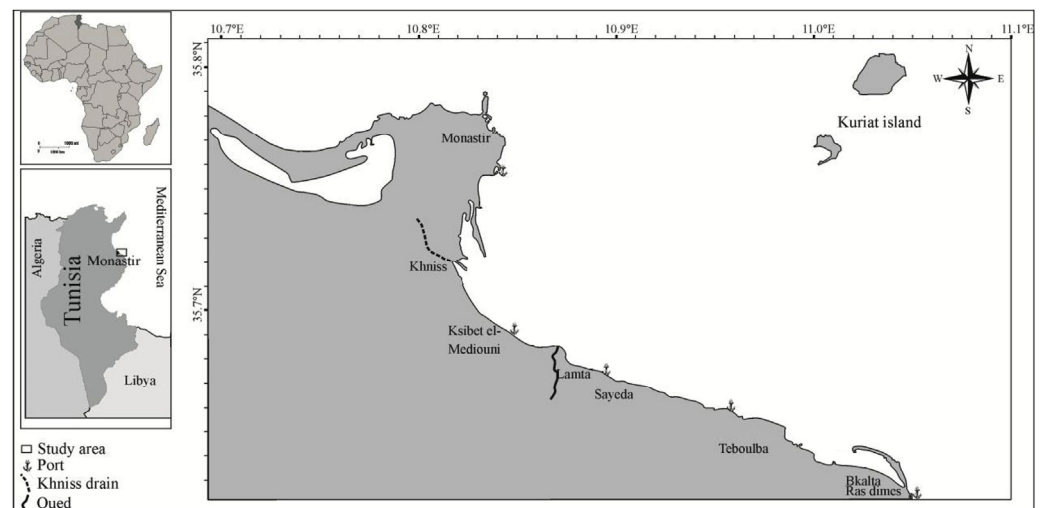 10.7°E
10.8°E
10.9°E
11.0°E
11.1°E
35.8°N
35.7°N
N
W
E
S
Kuriat island
Monastir
Khniss
Ksibet el-
Mediouni
Lamta
Sayeda
Teboulba
Bkalta
Ras dimes
Mediterranean Sea
Algeria
Tunisia
Monastir
Libya
Study area
Port
Khniss drain
Oued